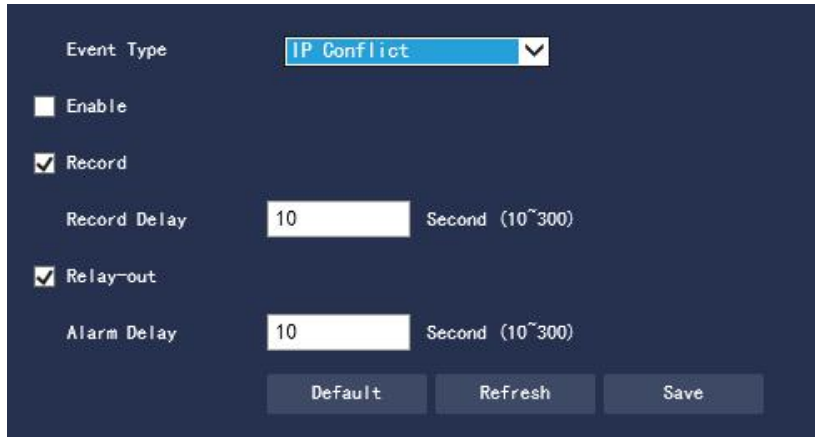 Event Type IP Conflict
Enable
Record
Record Delay 10 Second (10~300)
Relay-out
Alarm Delay 10 Second (10~300)
Default Refresh Save